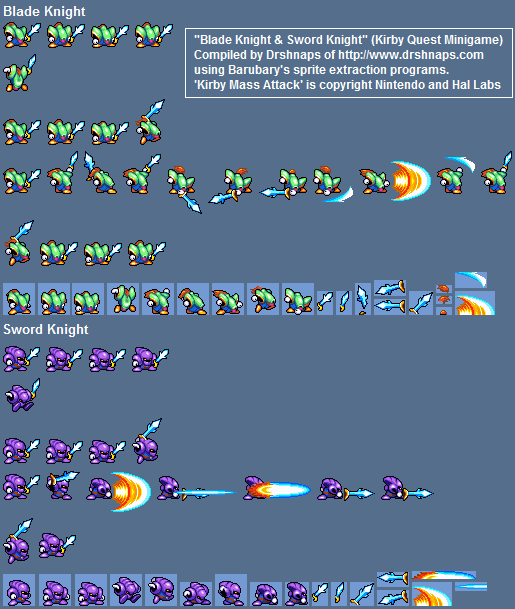 Blade Knight
"Blade Knight & Sword Knight" (Kirby Quest Minigame)
Compiled by Drshnaps of http://www.drshnaps.com
using Barubary's sprite extraction programs.
'Kirby Mass Attack' is copyright Nintendo and Hal Labs
Sword Knight